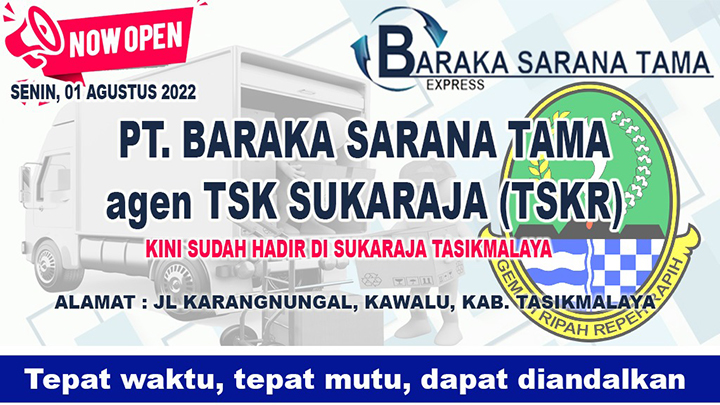 NOW OPEN
BARAKA SARANA TAMA
EXPRESS
SENIN, 01 AGUSTUS 2022
PT. BARAKA SARANA TAMA
agen TSK SUKARAJA (TSKR)
KINI SUDAH HADIR DI SUKARAJA TASIKMALAYA
ALAMAT : JL KARANGNUNGAL, KAWALU, KAB. TASIKMALAYA
GEMAH RIPAH REPEH RAPIH
Tepat waktu, tepat mutu, dapat diandalkan